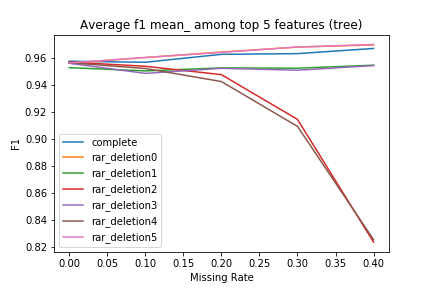 Average f1 mean_ among top 5 features (tree)
F1
0.96
0.94
0.92
0.90
0.88
0.86
0.84
0.82
complete
rar_deletion0
rar_deletion1
rar_deletion2
rar_deletion3
rar_deletion4
rar_deletion5
0.00 0.05 0.10 0.15 0.20 0.25 0.30 0.35 0.40
Missing Rate